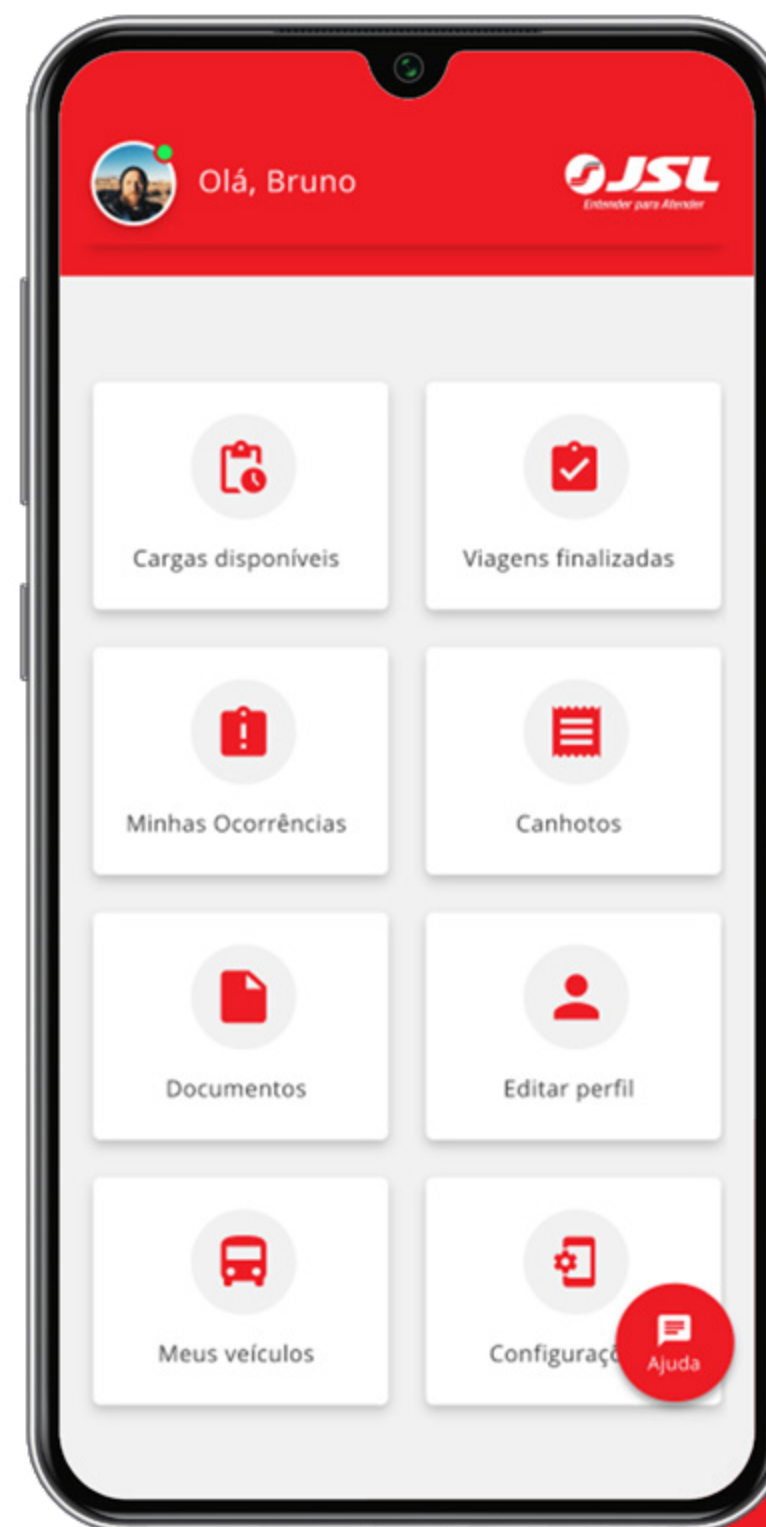 Olá, Bruno
JSL
Entender para Atender
Cargas disponíveis
Viagens finalizadas
Minhas Ocorrências
Canhotos
Documentos
Editar perfil
Meus veículos
Configuraçõ
Ajuda